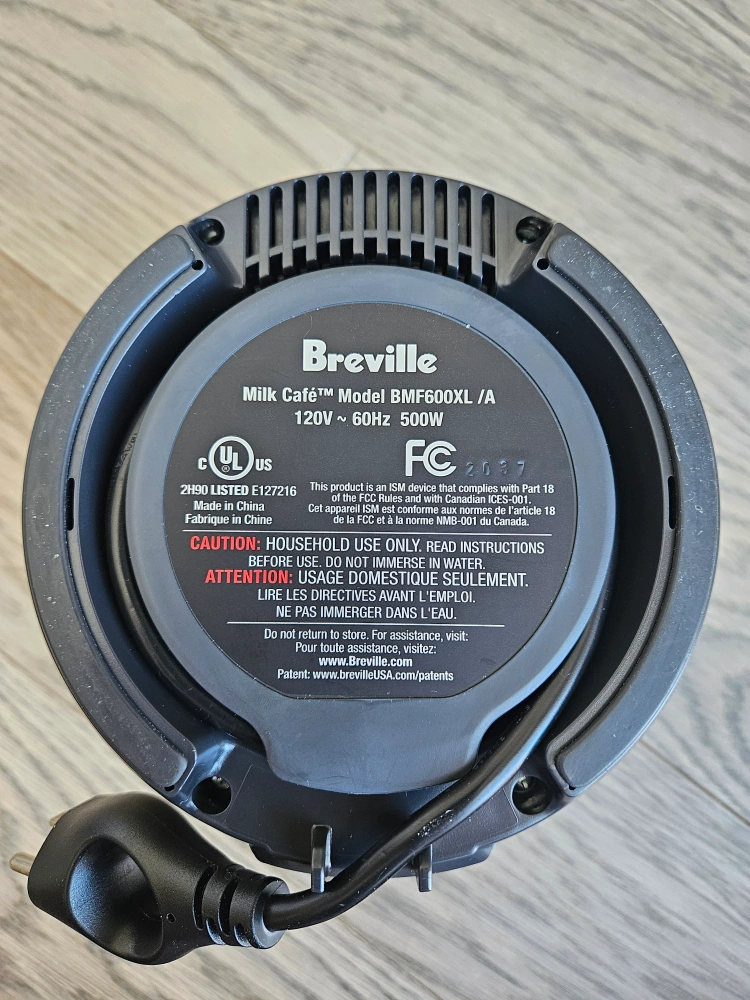 Breville
Milk Café™ Model BMF600XL /A
120V ~ 60Hz 500W
C UL ® US
FC 2037
2H90 LISTED E127216
Made in China
Fabrique in Chine
This product is an ISM device that complies with Part 18
of the FCC Rules and with Canadian ICES-001.
Cet appareil ISM est conforme aux normes de l'article 18
de la FCC et à la norme NMB-001 du Canada.
CAUTION: HOUSEHOLD USE ONLY. READ INSTRUCTIONS
BEFORE USE. DO NOT IMMERSE IN WATER.
ATTENTION: USAGE DOMESTIQUE SEULEMENT.
LIRE LES DIRECTIVES AVANT L'EMPLOI.
NE PAS IMMERGER DANS L'EAU.
Do not return to store. For assistance, visit:
Pour toute assistance, visitez:
www.Breville.com
Patent: www.brevilleUSA.com/patents